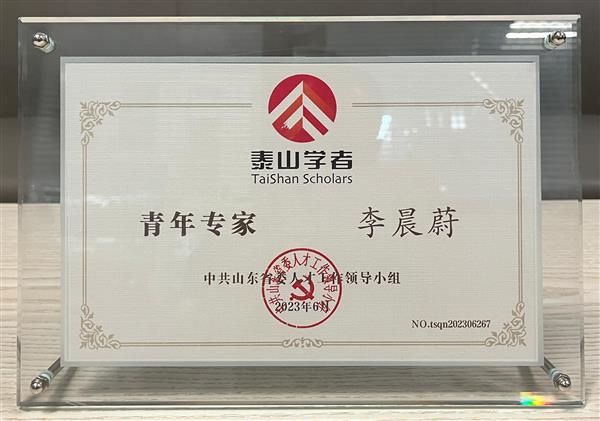 泰山学者
TaiShan Scholars
青年专家 李晨蔚
中共山东省委人才工作领导小组
2023年6月
NO.tsqn202306267